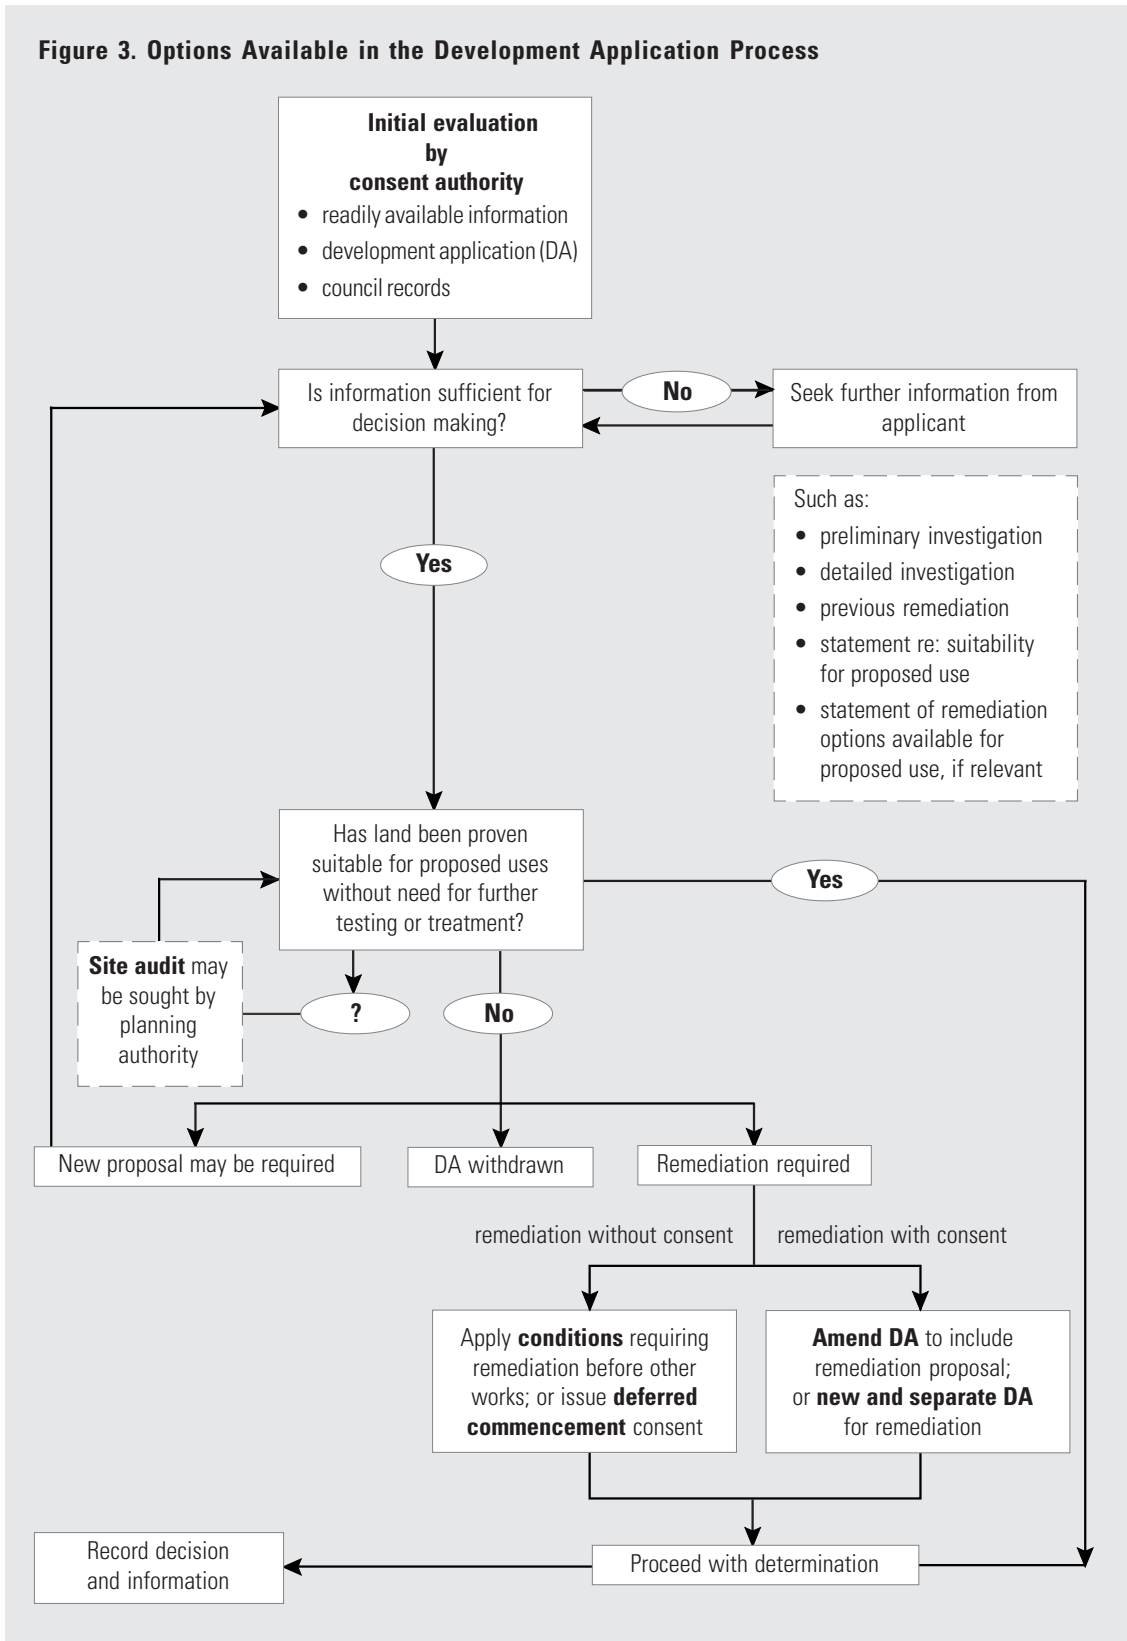 Figure 3. Options Available in the Development Application Process
Initial evaluation
by
consent authority
• readily available information
• development application (DA)
• council records
Is information sufficient for
decision making?
No
Seek further information from
applicant
Such as:
• preliminary investigation
• detailed investigation
• previous remediation
• statement re: suitability
for proposed use
• statement of remediation
options available for
proposed use, if relevant
Yes
Has land been proven
suitable for proposed uses
without need for further
testing or treatment?
Yes
Site audit may
be sought by
planning
authority
?
No
New proposal may be required
DA withdrawn
Remediation required
remediation without consent
remediation with consent
Apply conditions requiring
remediation before other
works; or issue deferred
commencement consent
Amend DA to include
remediation proposal;
or new and separate DA
for remediation
Record decision
and information
Proceed with determination